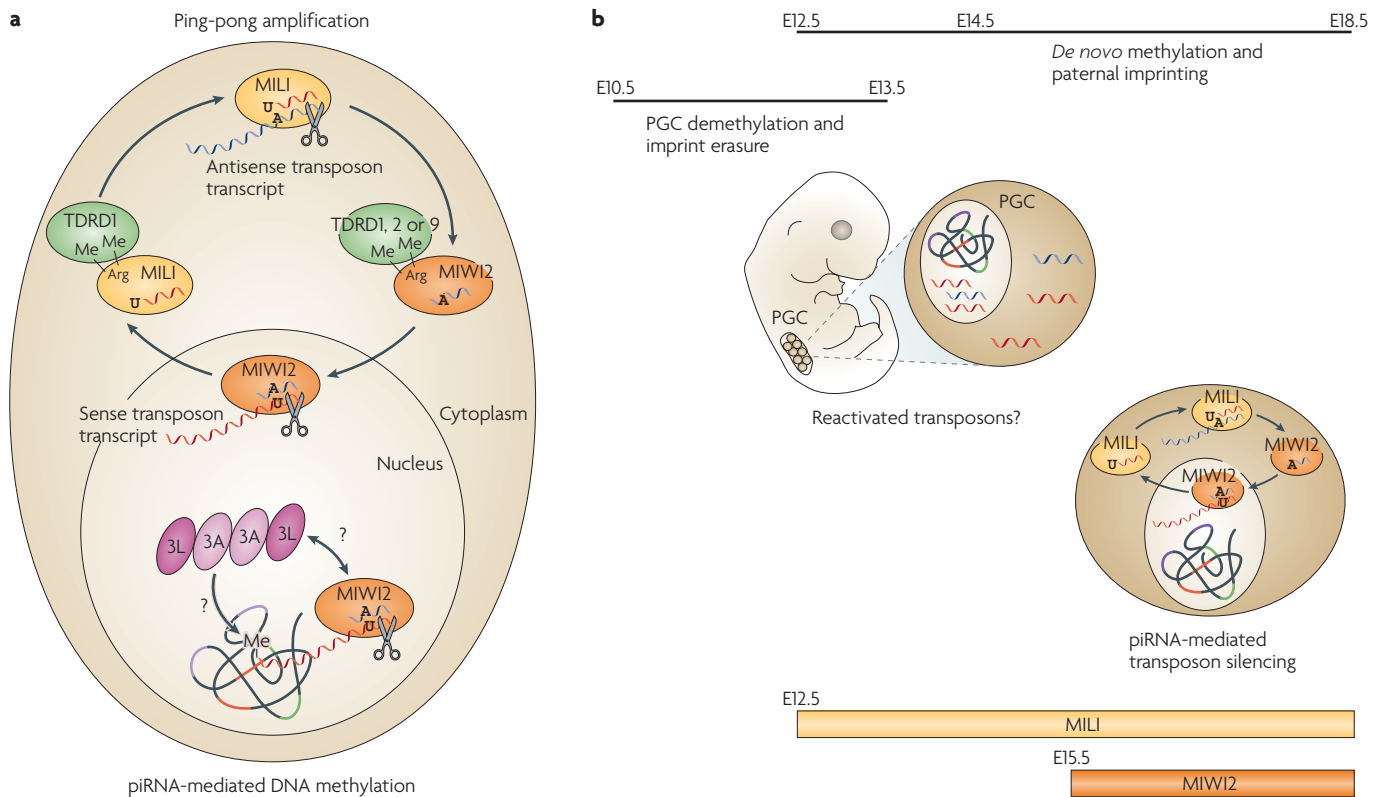 a
Ping-pong amplification
MILI
U
A
Antisense transposon
transcript
TDRD1
Me
Me
Arg
MILI
U
TDRD1, 2 or 9
Me
Me
Arg
MIWI2
A
MIWI2
A
U
Sense transposon
transcript
Cytoplasm
Nucleus
3L
3A
3A
3L
?
?
MIWI2
A
U
Me
piRNA-mediated DNA methylation
b
E12.5
E14.5
E18.5
De novo methylation and
paternal imprinting
E10.5
E13.5
PGC demethylation and
imprint erasure
PGC
PGC
Reactivated transposons?
MILI
U
A
MILI
U
MIWI2
A
MIWI2
A
U
piRNA-mediated
transposon silencing
E12.5
MILI
E15.5
MIWI2